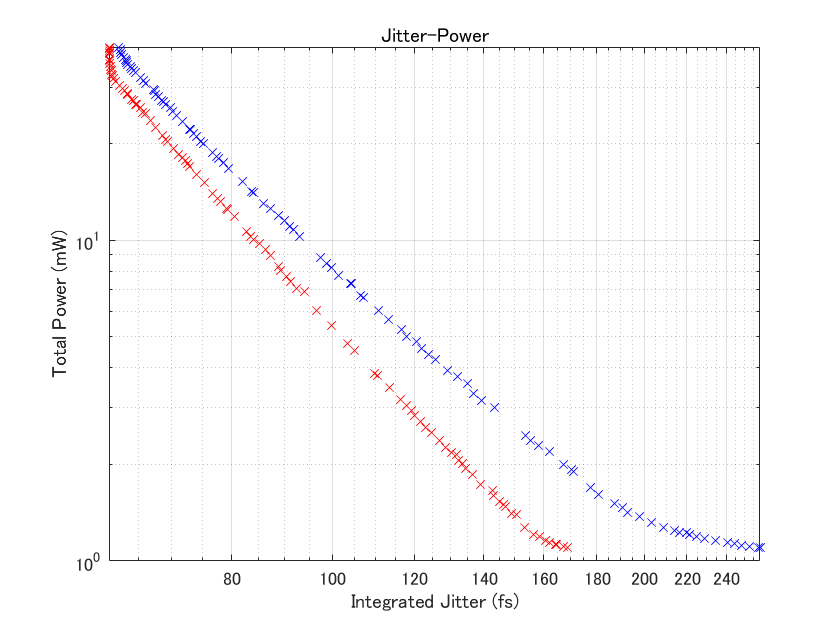 Jitter-Power
Total Power (mW)
10^1
10^0
80 100 120 140 160 180 200 220 240
Integrated Jitter (fs)